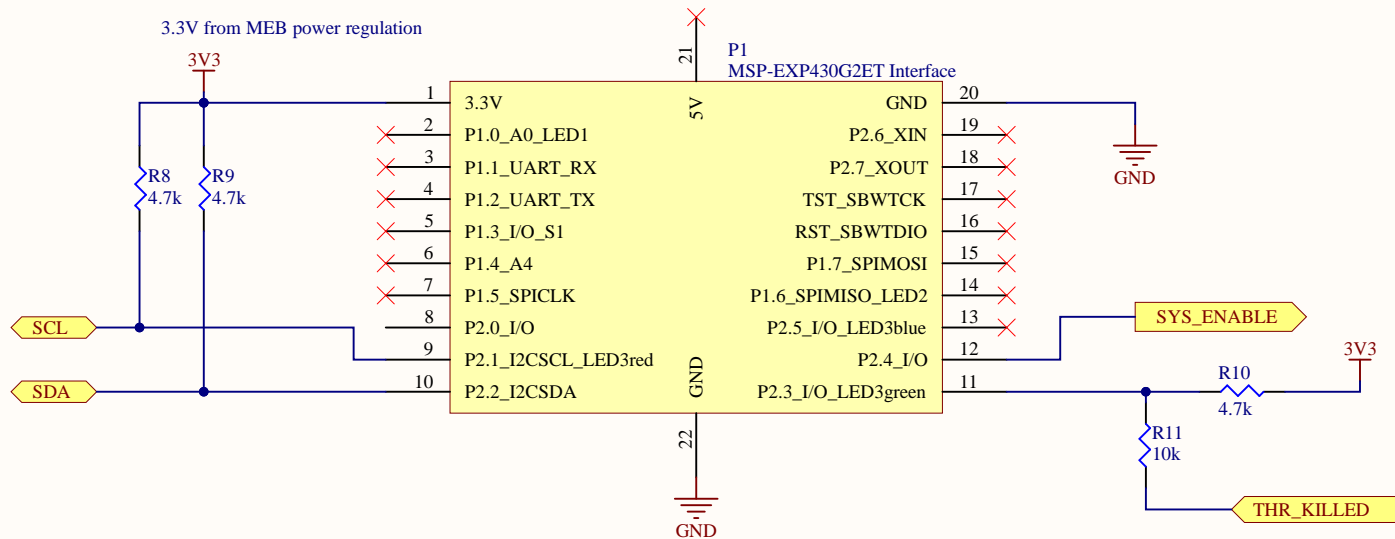 3.3V from MEB power regulation
3V3
P1
MSP-EXP430G2ET Interface
21
5V
1
3.3V
GND
20
2
P1.0_A0_LED1
P2.6_XIN
19
3
P1.1_UART_RX
P2.7_XOUT
18
R8
4.7k
R9
4.7k
4
P1.2_UART_TX
TST_SBWTCK
17
GND
5
P1.3_I/O_S1
RST_SBWTDIO
16
6
P1.4_A4
P1.7_SPIMOSI
15
7
P1.5_SPICLK
P1.6_SPIMISO_LED2
14
SCL
8
P2.0_I/O
P2.5_I/O_LED3blue
13
SYS_ENABLE
9
P2.1_I2CSCL_LED3red
P2.4_I/O
12
3V3
SDA
10
P2.2_I2CSDA
GND
P2.3_I/O_LED3green
11
R10
4.7k
R11
10k
22
GND
THR_KILLED